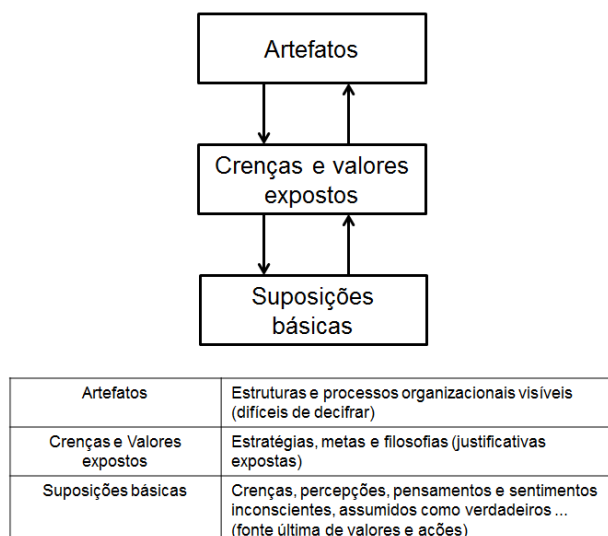 Artefatos
Crenças e valores
expostos
Suposições
básicas
Artefatos
Estruturas e processos organizacionais visíveis
(difíceis de decifrar)
Crenças e Valores
expostos
Estratégias, metas e filosofias (justificativas
expostas)
Suposições básicas
Crenças, percepções, pensamentos e sentimentos
inconscientes, assumidos como verdadeiros ...
(fonte última de valores e ações)